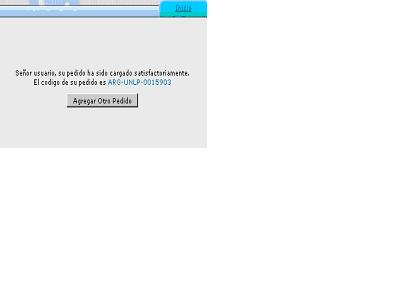 Inicio
Señor usuario, su pedido ha sido cargado satisfactoriamente.
El codigo de su pedido es ARG-UNLP-0015903
Agregar Otro Pedido